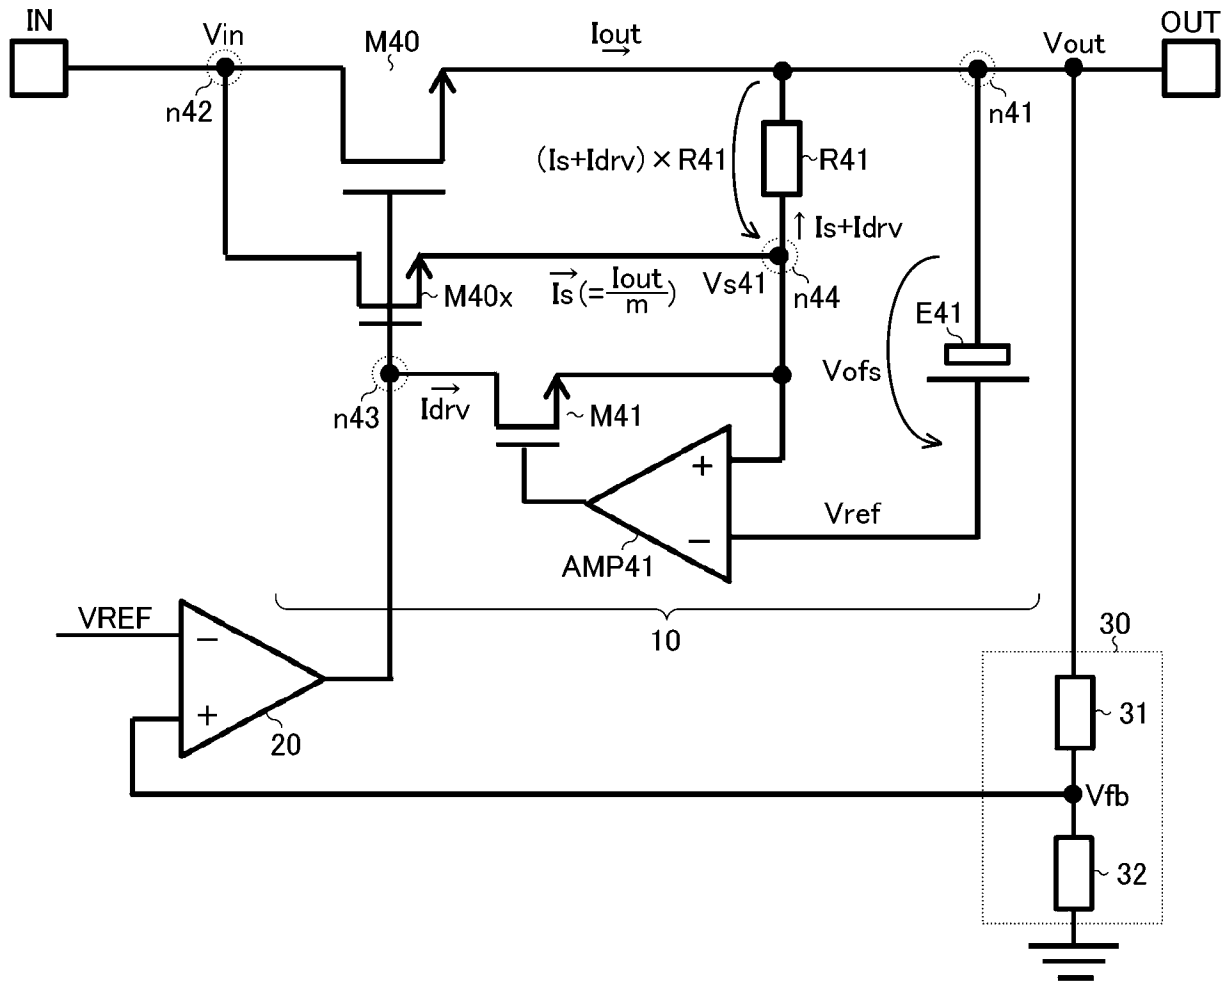 IN
OUT
Vin
M40
Iout
Vout
n42
n41
(Is+Idrv)×R41
R41
Is+Idrv
Vs41
n44
M40x
Is(=Iout/m)
E41
Vofs
n43
Idrv
M41
+
−
Vref
AMP41
10
VREF
−
+
20
30
31
Vfb
32